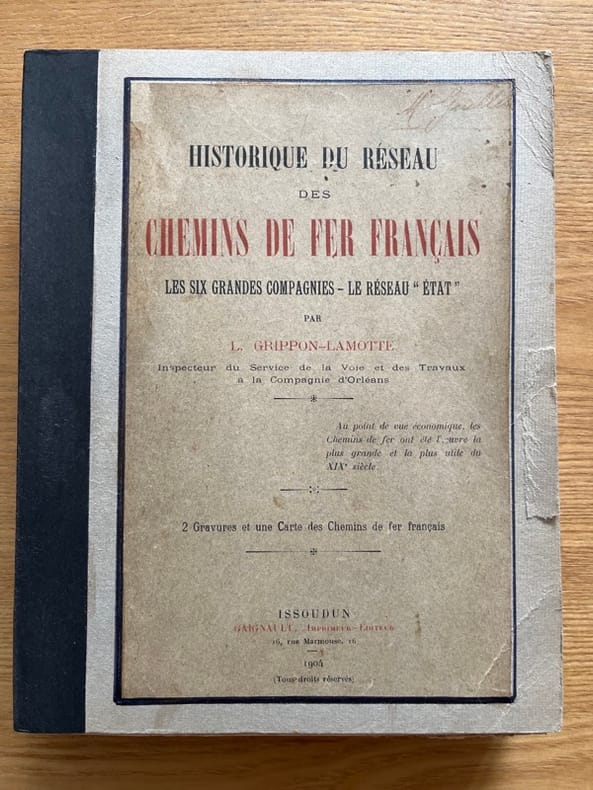 HISTORIQUE DU RÉSEAU
DES
CHEMINS DE FER FRANÇAIS
LES SIX GRANDES COMPAGNIES – LE RÉSEAU “ ÉTAT ”
PAR
L. GRIPPON-LAMOTTE
Inspecteur du Service de la Voie et des Travaux
a la Compagnie d'Orléans
Au point de vue économique, les
Chemins de fer ont été l'œuvre la
plus grande et la plus utile du
XIXe siècle.
2 Gravures et une Carte des Chemins de fer français
ISSOUDUN
GAIGNAULT, IMPRIMEUR-ÉDITEUR
16, rue Marmouse, 16
1904
(Tous droits réservés)